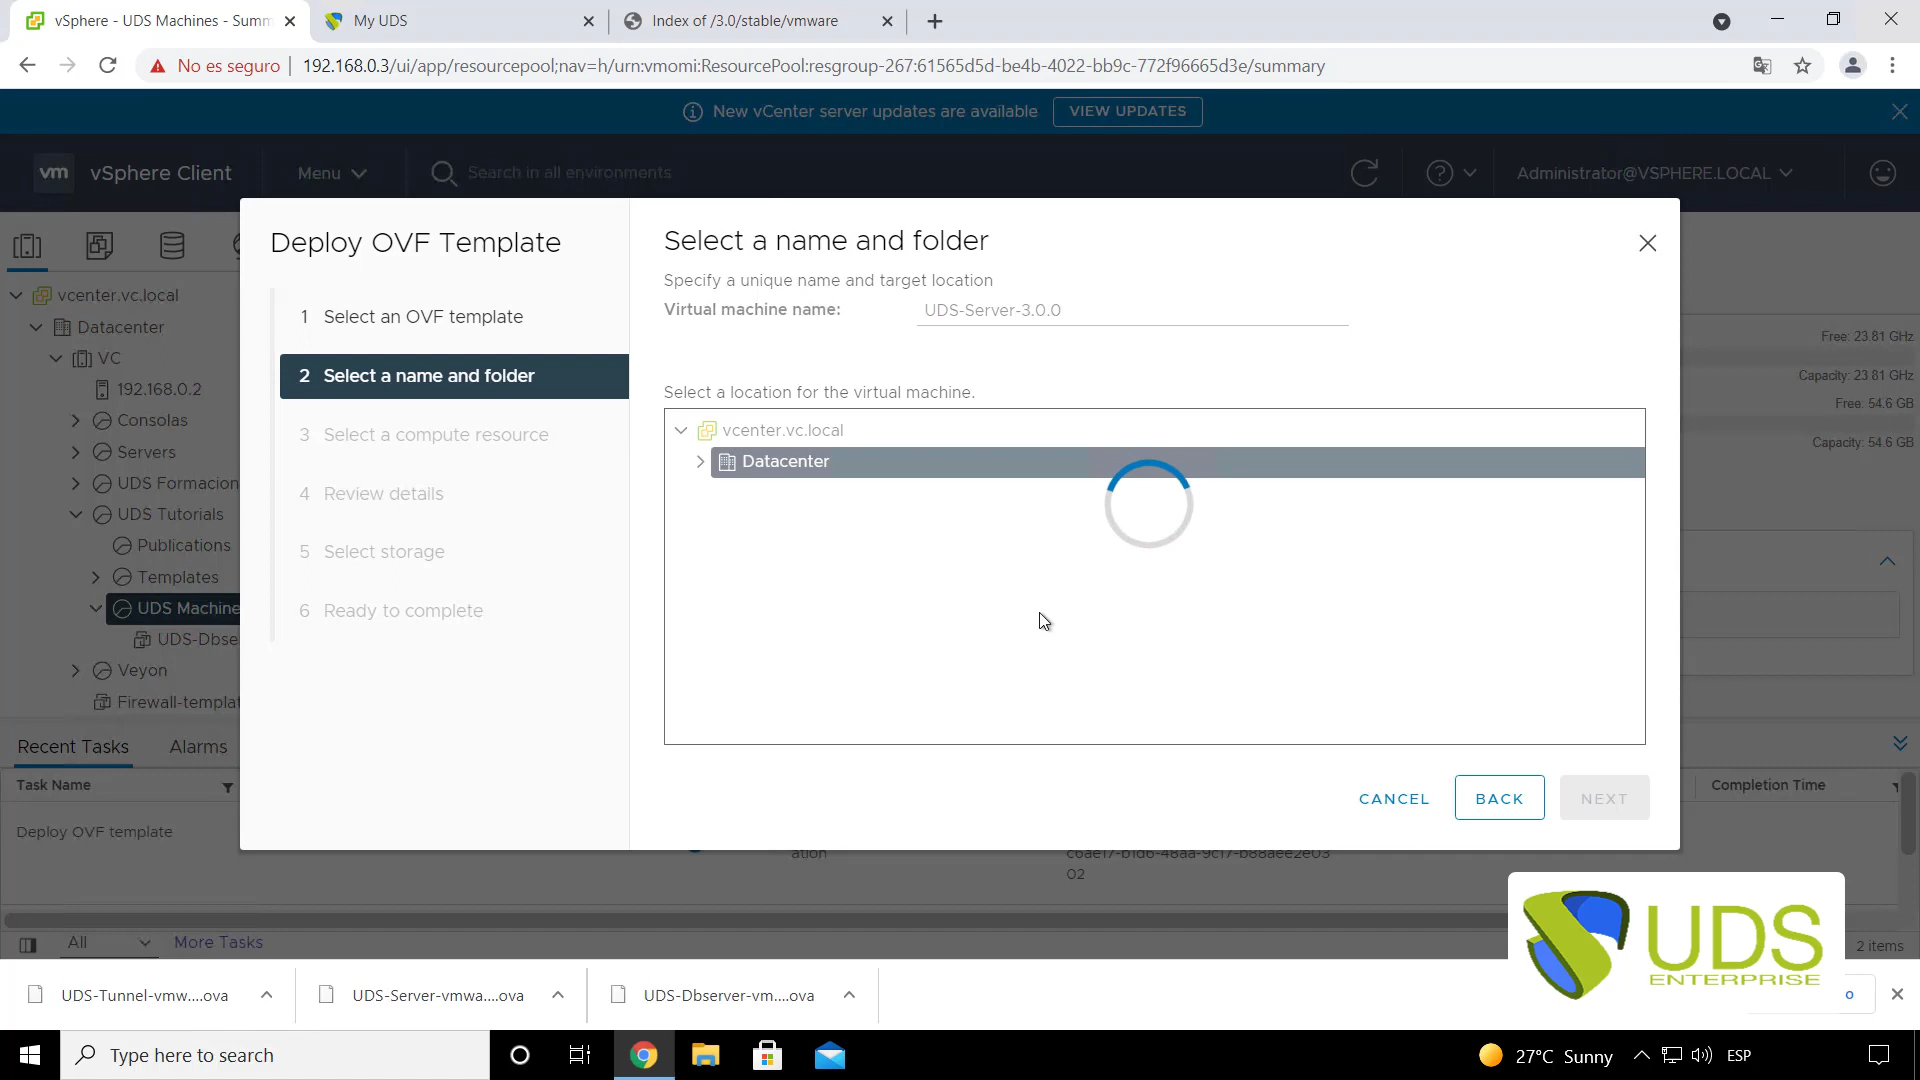 vSphere - UDS Machines - Summ
My UDS
Index of /3.0/stable/vmware
No es seguro
192.168.0.3/ui/app/resourcepool;nav=h/urn:vmomi:ResourcePool:resgroup-267:61565d5d-be4b-4022-bb9c-772f96665d3e/summary
New vCenter server updates are available
VIEW UPDATES
vm
vSphere Client
Menu
Search in all environments
Administrator@VSPHERE.LOCAL
vcenter.vc.local
Datacenter
VC
192.168.0.2
Consolas
Servers
UDS Formacion
UDS Tutorials
Publications
Templates
UDS Machine
UDS-Dbse
Veyon
Firewall-templat
Deploy OVF Template
1 Select an OVF template
2 Select a name and folder
3 Select a compute resource
4 Review details
5 Select storage
6 Ready to complete
Select a name and folder
Specify a unique name and target location
Virtual machine name:
UDS-Server-3.0.0
Select a location for the virtual machine.
vcenter.vc.local
Datacenter
CANCEL
BACK
NEXT
Free: 23.81 GHz
Capacity: 23.81 GHz
Free: 54.6 GB
Capacity: 54.6 GB
Recent Tasks
Alarms
Task Name
Completion Time
Deploy OVF template
ation
02
All
More Tasks
2 items
UDS
ENTERPRISE
UDS-Tunnel-vmw....ova
UDS-Server-vmwa....ova
UDS-Dbserver-vm....ova
o
Type here to search
27°C Sunny
ESP